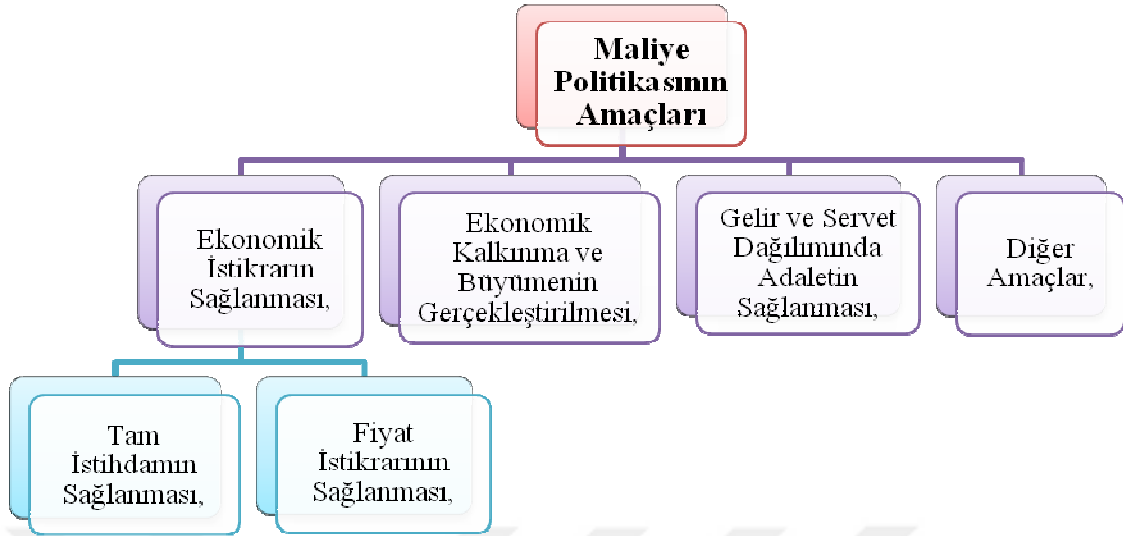 Maliye
Politikasının
Amaçları
Ekonomik
İstikrarın
Sağlanması,
Ekonomik
Kalkınma ve
Büyümenin
Gerçekleştirilmesi,
Gelir ve Servet
Dağılımında
Adaletin
Sağlanması,
Diğer
Amaçlar,
Tam
İstihdamın
Sağlanması,
Fiyat
İstikrarının
Sağlanması,